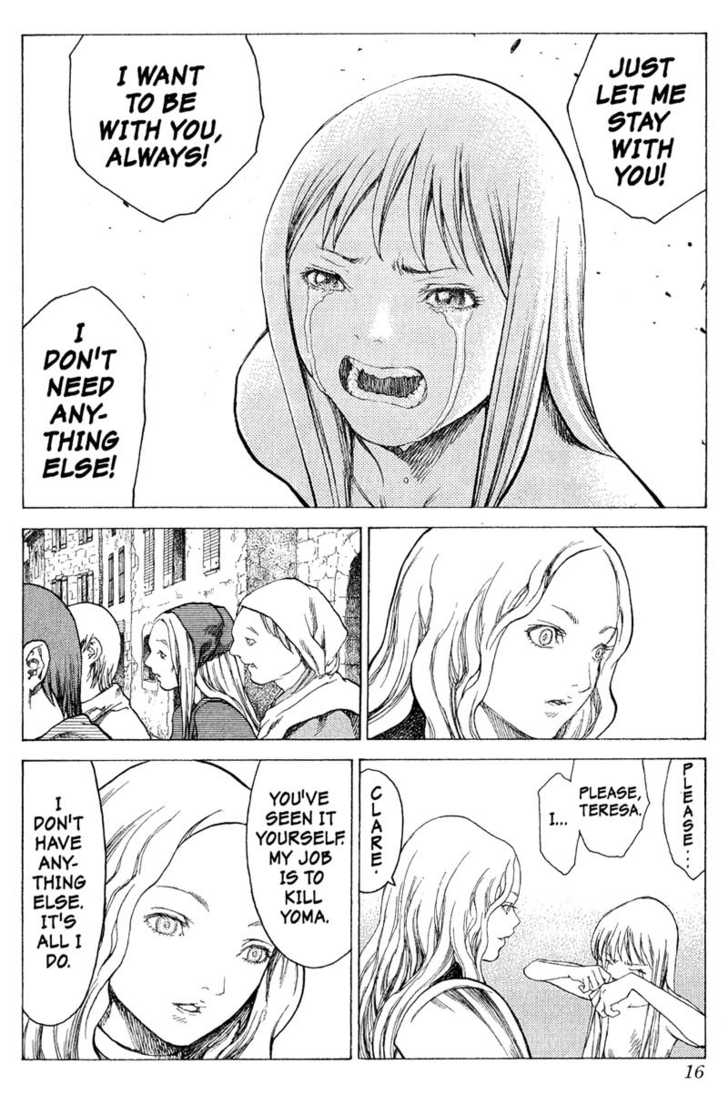 JUST
LET ME
STAY
WITH
YOU!
I WANT
TO BE
WITH YOU,
ALWAYS!
I
DON'T
NEED
ANY-
THING
ELSE!
PLEASE...
PLEASE,
TERESA.
I...
CLARE.
YOU'VE
SEEN IT
YOURSELF.
MY JOB
IS TO
KILL
YOMA.
I
DON'T
HAVE
ANY-
THING
ELSE.
IT'S
ALL I
DO.
16